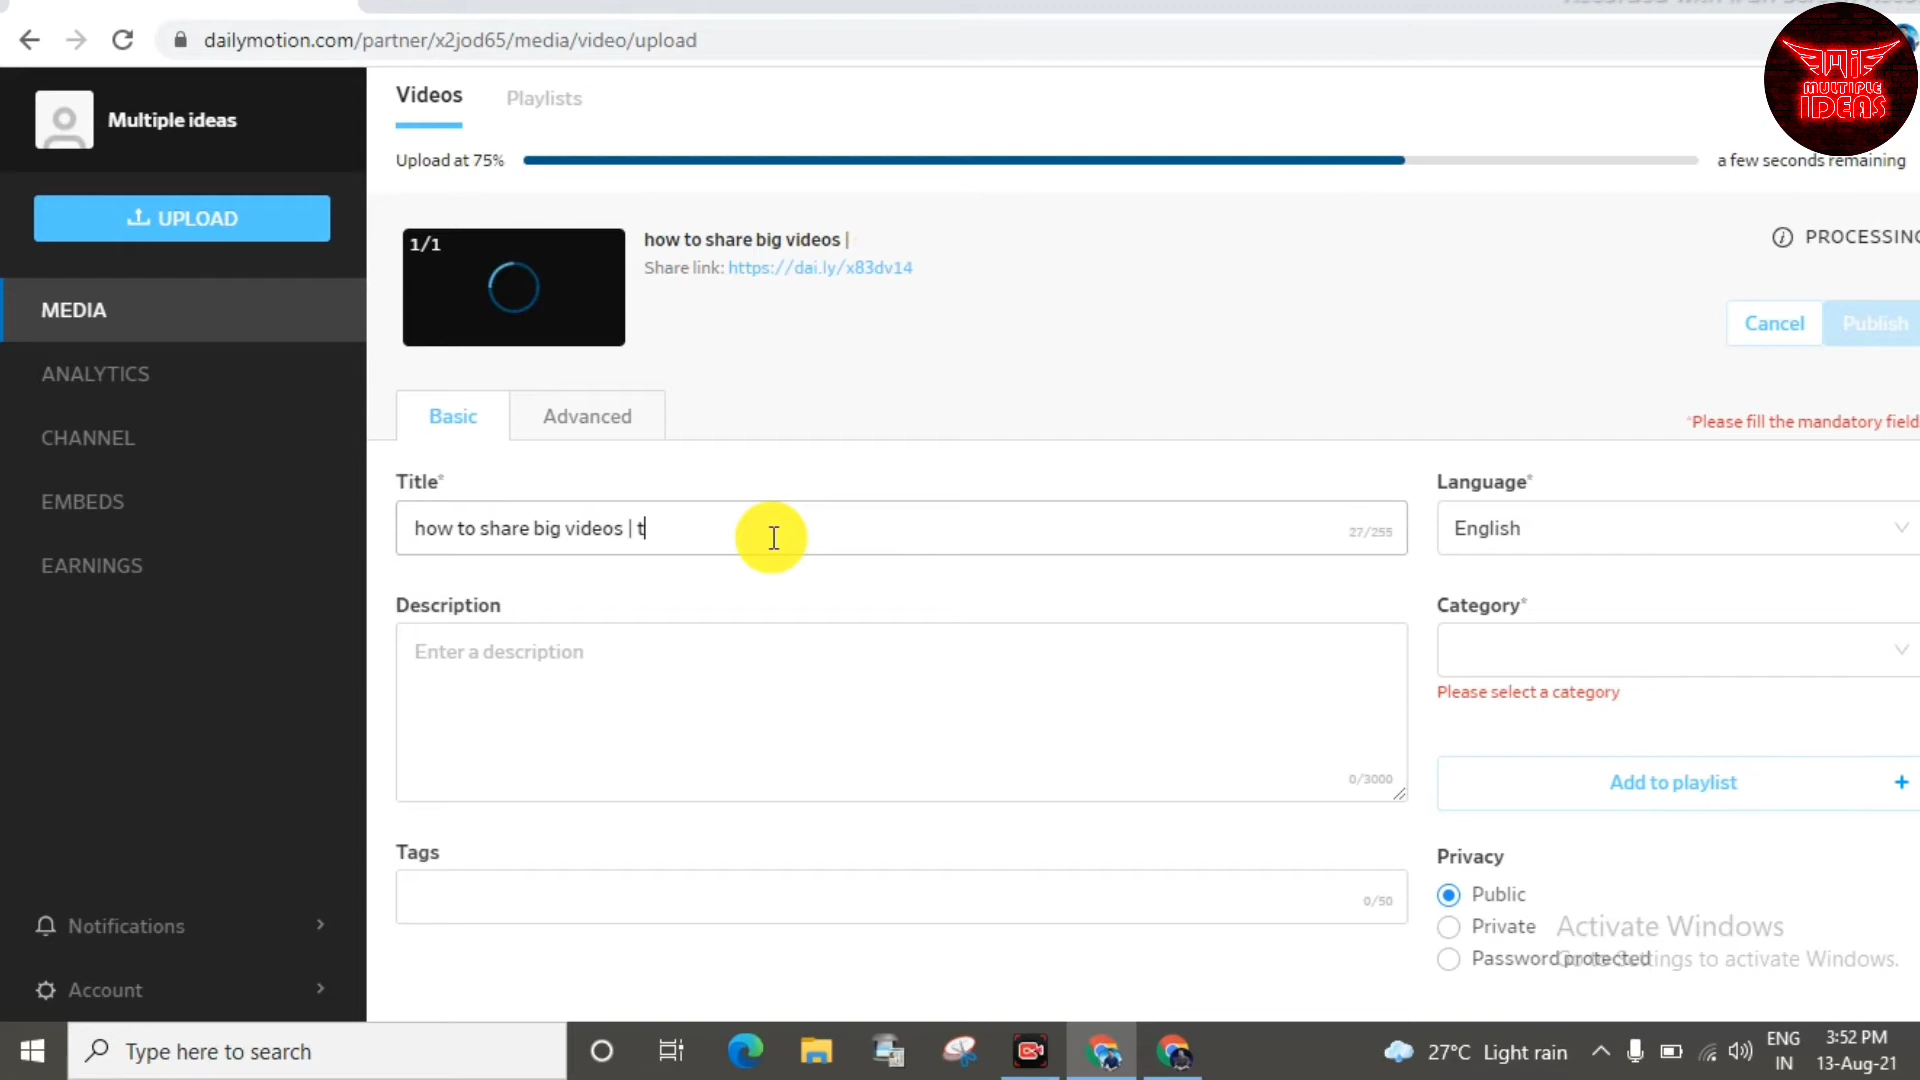 dailymotion.com/partner/x2jod65/media/video/upload
MULTIPLE
IDEAS
Multiple ideas
Videos
Playlists
Upload at 75%
a few seconds remaining
UPLOAD
1/1
how to share big videos |
Share link: https://dai.ly/x83dv14
PROCESSING
MEDIA
Cancel
Publish
ANALYTICS
Basic
Advanced
*Please fill the mandatory field
CHANNEL
Title*
Language*
EMBEDS
how to share big videos | t
27/255
English
EARNINGS
Description
Category*
Enter a description
Please select a category
0/3000
Add to playlist
+
Tags
Privacy
0/50
Public
Notifications
Private
Activate Windows
Password protected
Go to Settings to activate Windows.
Account
Type here to search
27°C Light rain
ENG
IN
3:52 PM
13-Aug-21